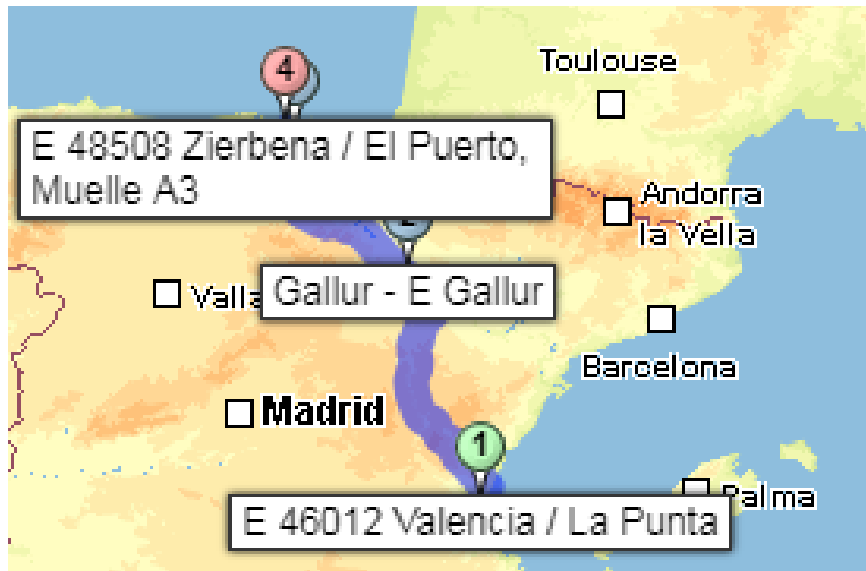 Toulouse
4
E 48508 Zierbena / El Puerto,
Muelle A3
Andorra
la Vella
Valla
Gallur - E Gallur
Barcelona
Madrid
1
Palma
E 46012 Valencia / La Punta